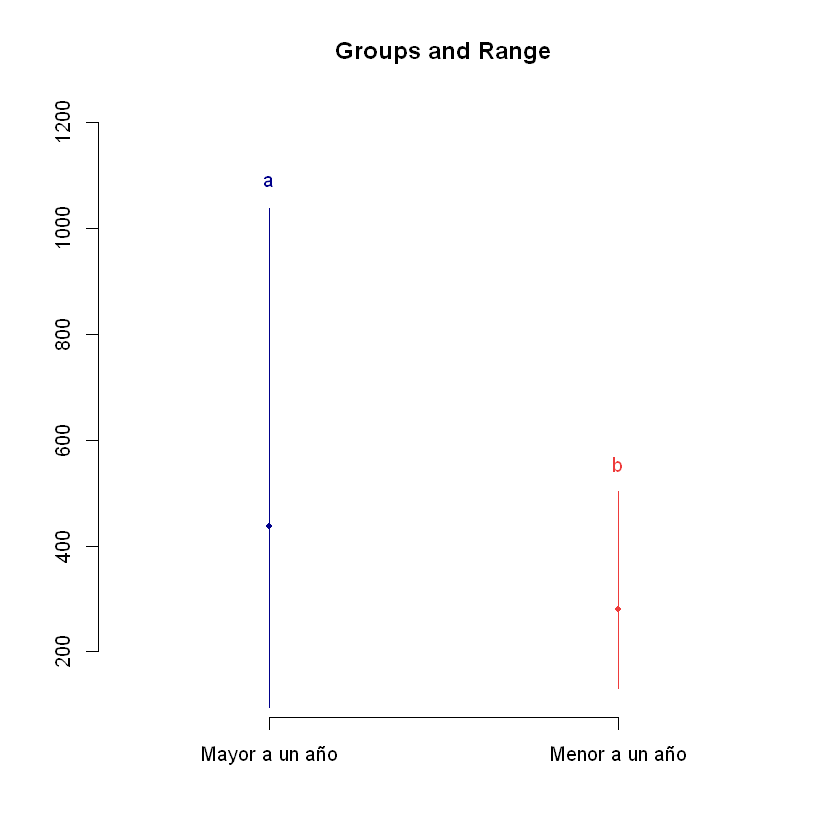 Groups and Range
1200
1000
800
600
400
200
a
b
Mayor a un año
Menor a un año